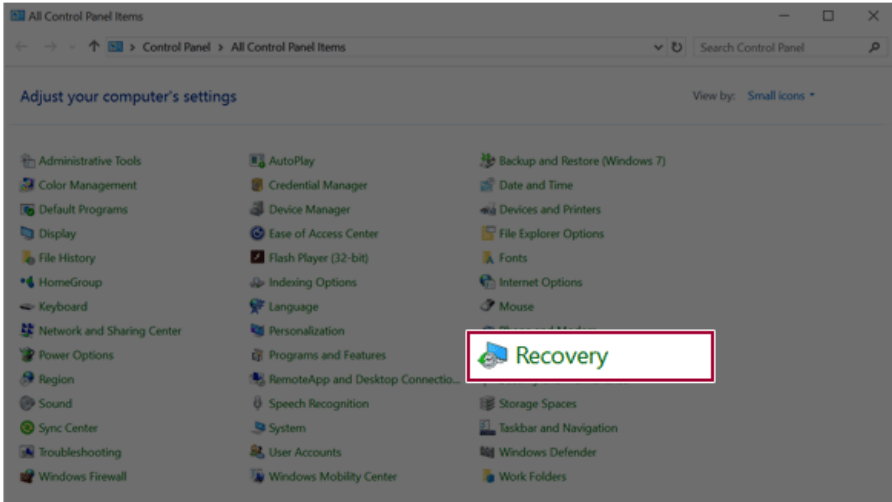 All Control Panel Items
Control Panel > All Control Panel Items
Search Control Panel
Adjust your computer's settings
View by: Small icons
Administrative Tools
AutoPlay
Backup and Restore (Windows 7)
Color Management
Credential Manager
Date and Time
Default Programs
Device Manager
Devices and Printers
Display
Ease of Access Center
File Explorer Options
File History
Flash Player (32-bit)
Fonts
HomeGroup
Indexing Options
Internet Options
Keyboard
Language
Mouse
Network and Sharing Center
Personalization
Power Options
Programs and Features
Recovery
Region
RemoteApp and Desktop Connectio...
Sound
Speech Recognition
Storage Spaces
Sync Center
System
Taskbar and Navigation
Troubleshooting
User Accounts
Windows Defender
Windows Firewall
Windows Mobility Center
Work Folders